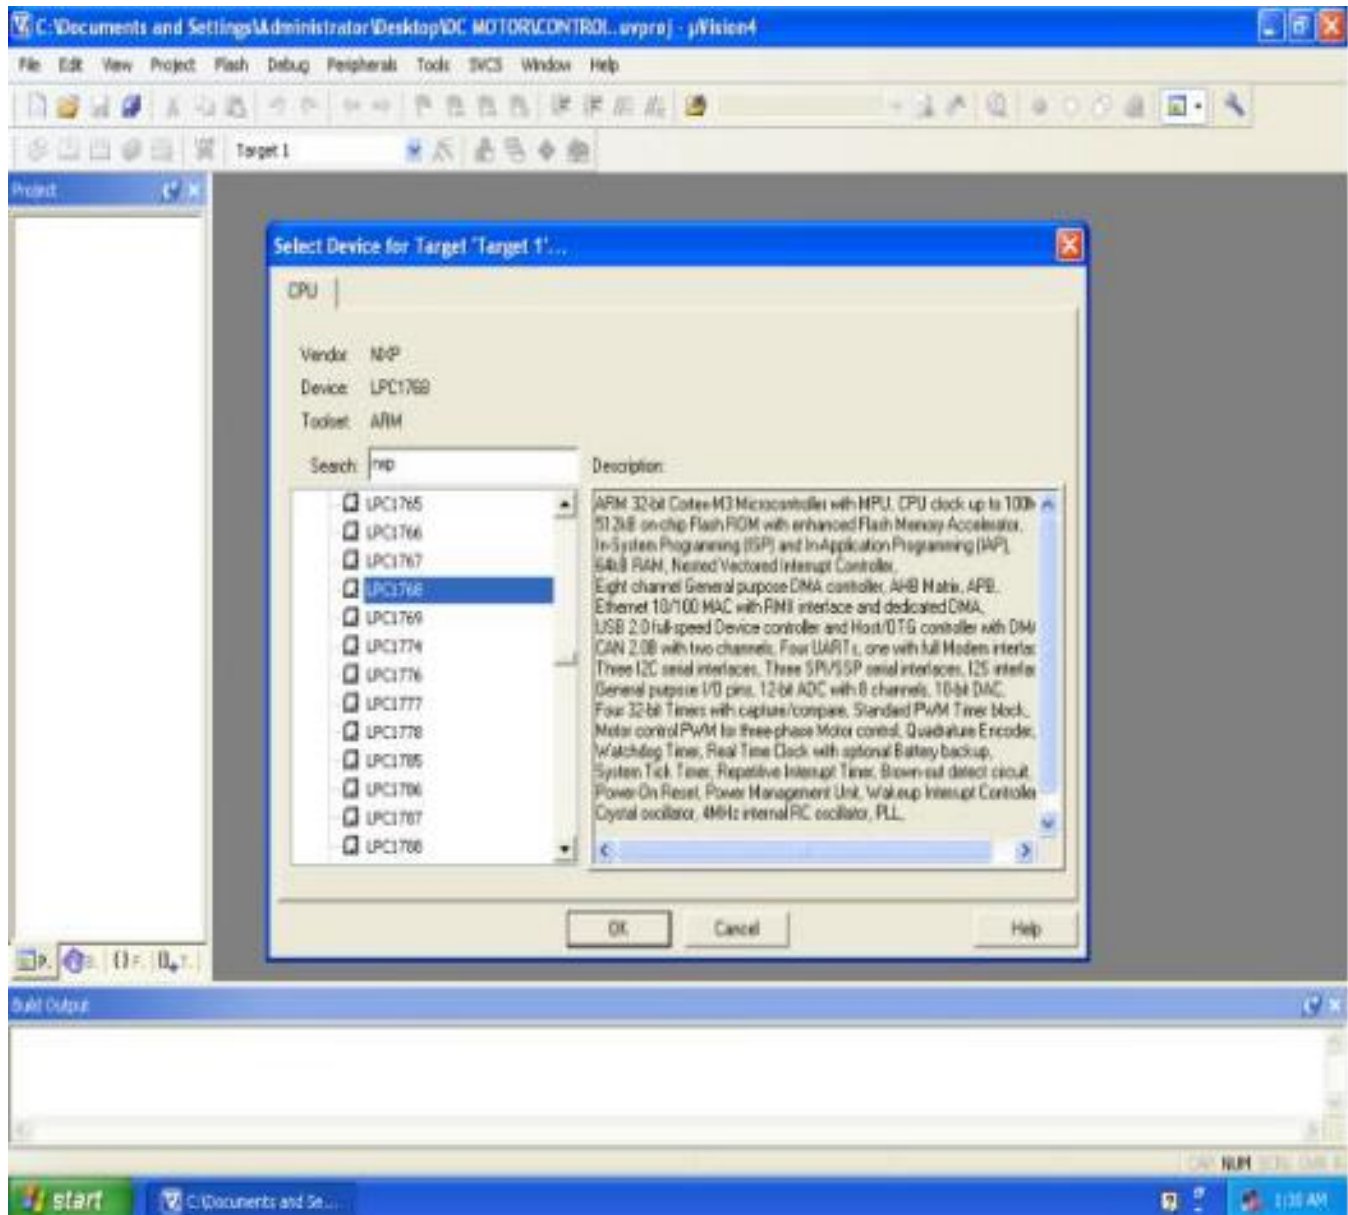 C:\Documents and Settings\Administrator\Desktop\DC MOTOR\CONTROL.uvproj - µVision4
File Edit View Project Flash Debug Peripherals Tools SVCS Window Help
Target 1
Project
Select Device for Target 'Target 1'...
CPU
Vendor: NXP
Device: LPC1768
Toolset: ARM
Search: nxp
Description:
LPC1765
LPC1766
LPC1767
LPC1768
LPC1769
LPC1774
LPC1776
LPC1777
LPC1778
LPC1785
LPC1786
LPC1787
LPC1788
ARM 32-bit Cortex-M3 Microcontroller with MPU, CPU clock up to 100
512kB on-chip Flash ROM with enhanced Flash Memory Accelerator,
In-System Programming (ISP) and In-Application Programming (IAP),
64kB RAM, Nested Vectored Interrupt Controller,
Eight channel General purpose DMA controller, AHB Matrix, APB,
Ethernet 10/100 MAC with RMII interface and dedicated DMA,
USB 2.0 full-speed Device controller and Host/OTG controller with DM
CAN 2.0B with two channels, Four UARTs, one with full Modem interfac
Three I2C serial interfaces, Three SPI/SSP serial interfaces, I2S interfac
General purpose I/O pins, 12-bit ADC with 8 channels, 10-bit DAC,
Four 32-bit Timers with capture/compare, Standard PWM Timer block,
Motor control PWM for three-phase Motor control, Quadrature Encoder,
Watchdog Timer, Real Time Clock with optional Battery backup,
System Tick Timer, Repetitive Interrupt Timer, Brown-out detect circuit,
Power-On Reset, Power Management Unit, Wakeup Interrupt Controller
Crystal oscillator, 4MHz internal RC oscillator, PLL,
OK Cancel Help
P. B. {} F. 0. T.
Build Output
CAP NUM SCRL OVR R
start C:\Documents and Se... 1:38 AM